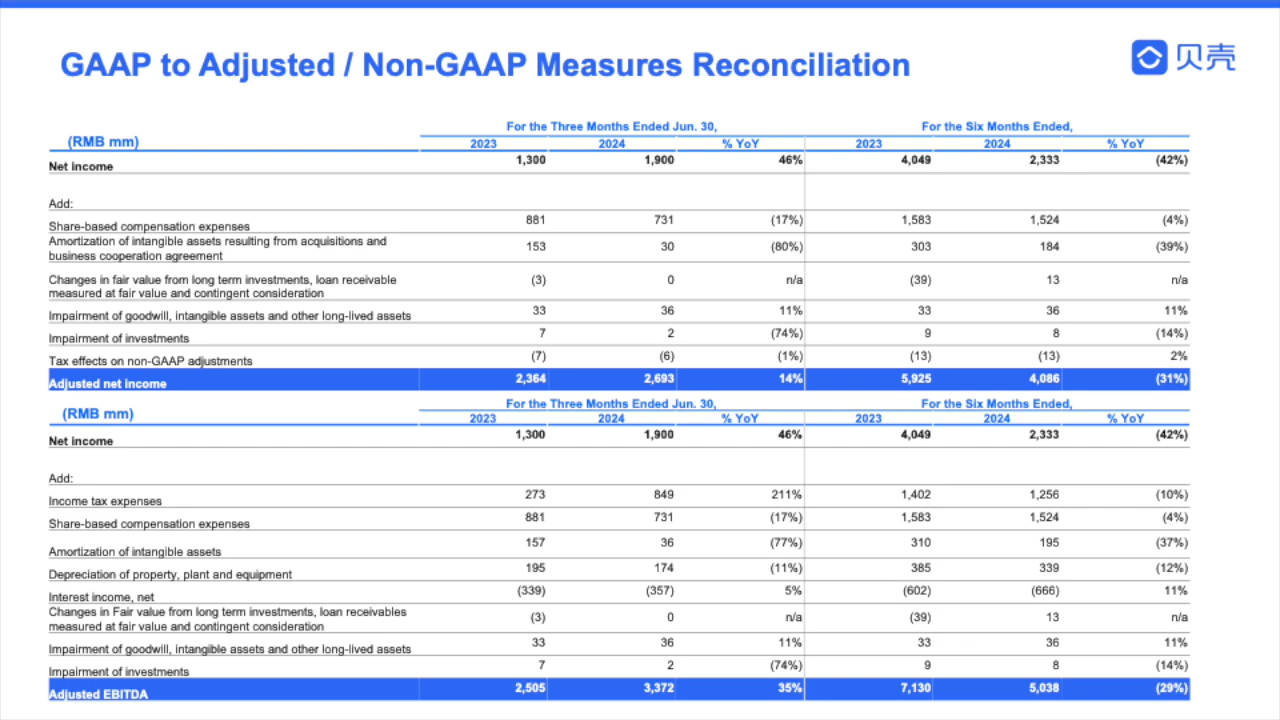 GAAP to Adjusted / Non-GAAP Measures Reconciliation
贝壳
(RMB mm) For the Three Months Ended Jun. 30, For the Six Months Ended,
2023 2024 % YoY 2023 2024 % YoY
Net income 1,300 1,900 46% 4,049 2,333 (42%)
Add:
Share-based compensation expenses 881 731 (17%) 1,583 1,524 (4%)
Amortization of intangible assets resulting from acquisitions and
business cooperation agreement 153 30 (80%) 303 184 (39%)
Changes in fair value from long term investments, loan receivable
measured at fair value and contingent consideration (3) 0 n/a (39) 13 n/a
Impairment of goodwill, intangible assets and other long-lived assets 33 36 11% 33 36 11%
Impairment of investments 7 2 (74%) 9 8 (14%)
Tax effects on non-GAAP adjustments (7) (6) (1%) (13) (13) 2%
Adjusted net income 2,364 2,693 14% 5,925 4,086 (31%)
(RMB mm) For the Three Months Ended Jun. 30, For the Six Months Ended,
2023 2024 % YoY 2023 2024 % YoY
Net income 1,300 1,900 46% 4,049 2,333 (42%)
Add:
Income tax expenses 273 849 211% 1,402 1,256 (10%)
Share-based compensation expenses 881 731 (17%) 1,583 1,524 (4%)
Amortization of intangible assets 157 36 (77%) 310 195 (37%)
Depreciation of property, plant and equipment 195 174 (11%) 385 339 (12%)
Interest income, net (339) (357) 5% (602) (666) 11%
Changes in Fair value from long term investments, loan receivables
measured at fair value and contingent consideration (3) 0 n/a (39) 13 n/a
Impairment of goodwill, intangible assets and other long-lived assets 33 36 11% 33 36 11%
Impairment of investments 7 2 (74%) 9 8 (14%)
Adjusted EBITDA 2,505 3,372 35% 7,130 5,038 (29%)